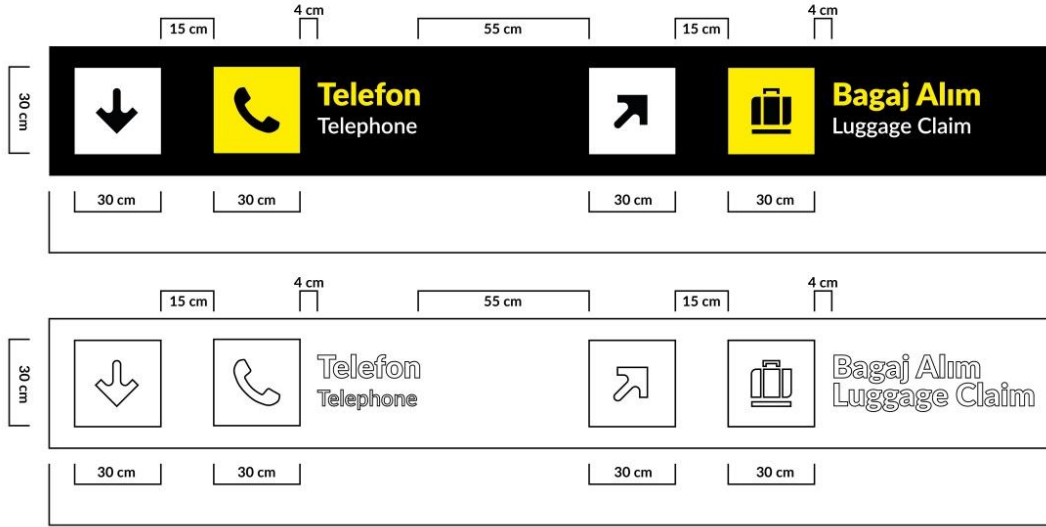 4 cm 4 cm
15 cm 55 cm 15 cm
30 cm
Telefon
Telephone
Bagaj Alım
Luggage Claim
30 cm 30 cm 30 cm 30 cm
4 cm 4 cm
15 cm 55 cm 15 cm
30 cm
Telefon
Telephone
Bagaj Alım
Luggage Claim
30 cm 30 cm 30 cm 30 cm